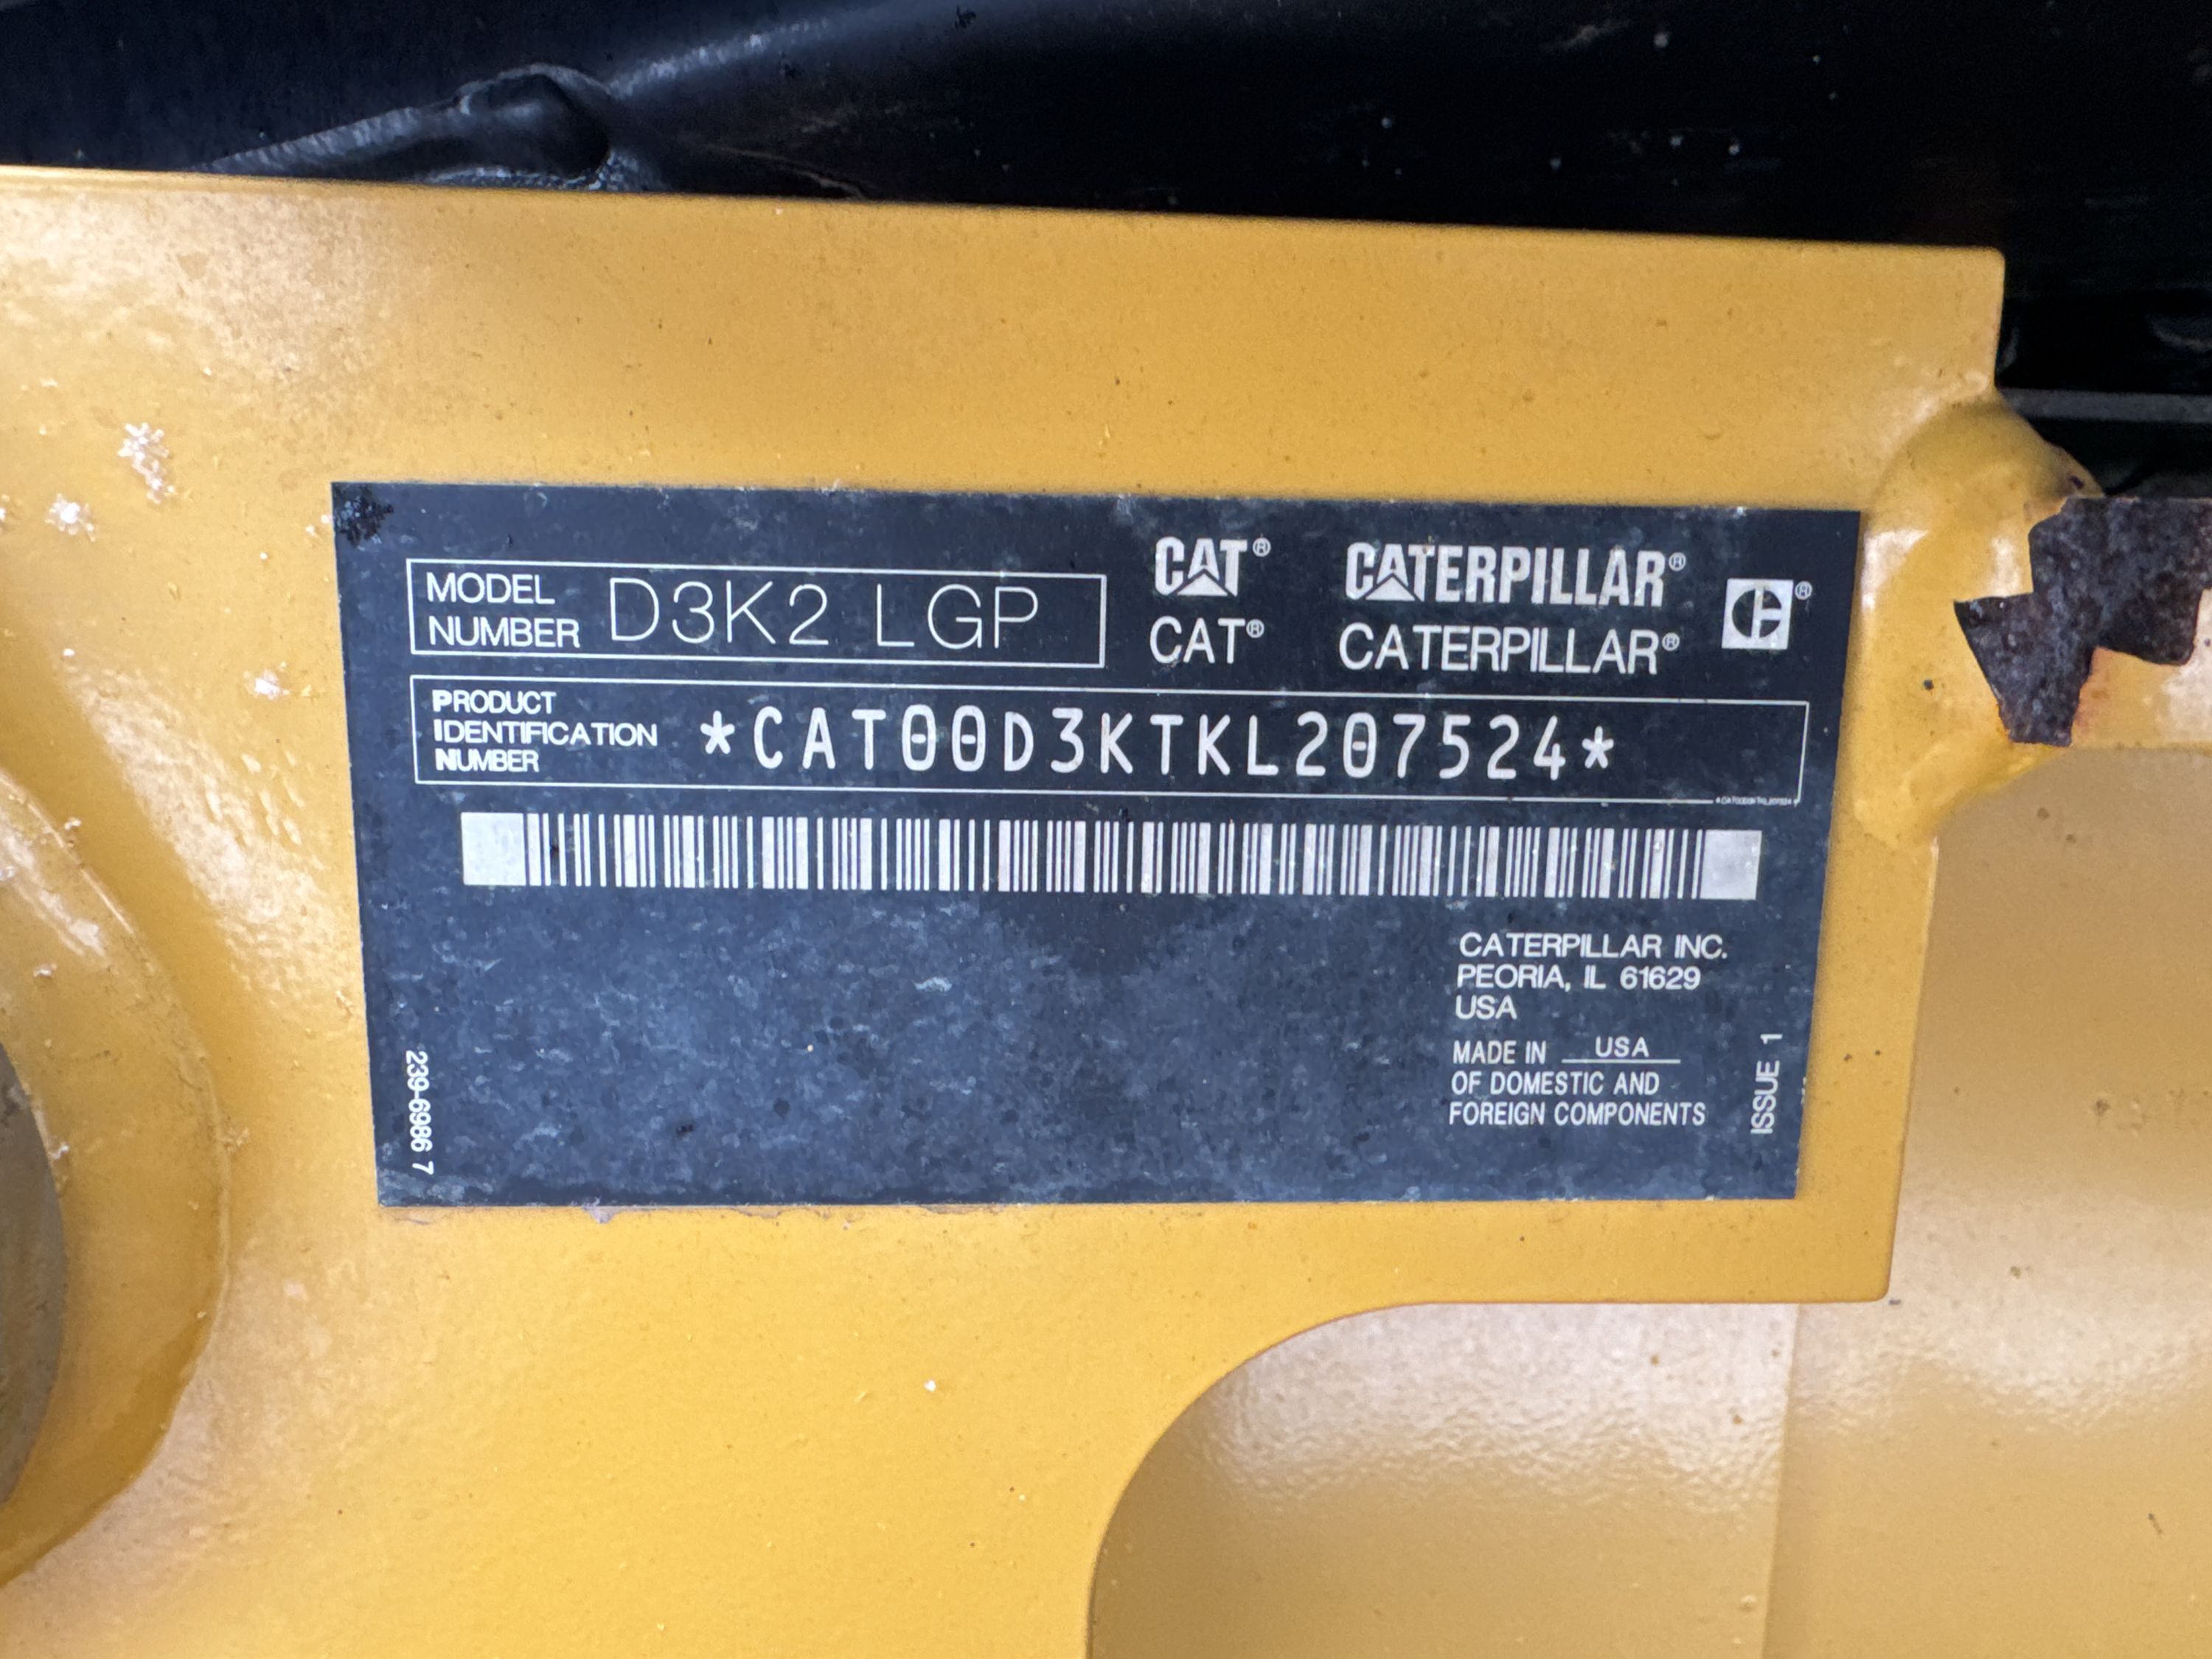 MODEL NUMBER D3K2 LGP
CAT® CATERPILLAR® C®
CAT® CATERPILLAR®
PRODUCT
IDENTIFICATION
NUMBER
*CAT00D3KTKL207524*
CATERPILLAR INC.
PEORIA, IL 61629
USA
MADE IN USA
OF DOMESTIC AND
FOREIGN COMPONENTS
ISSUE 1
239-6986 7